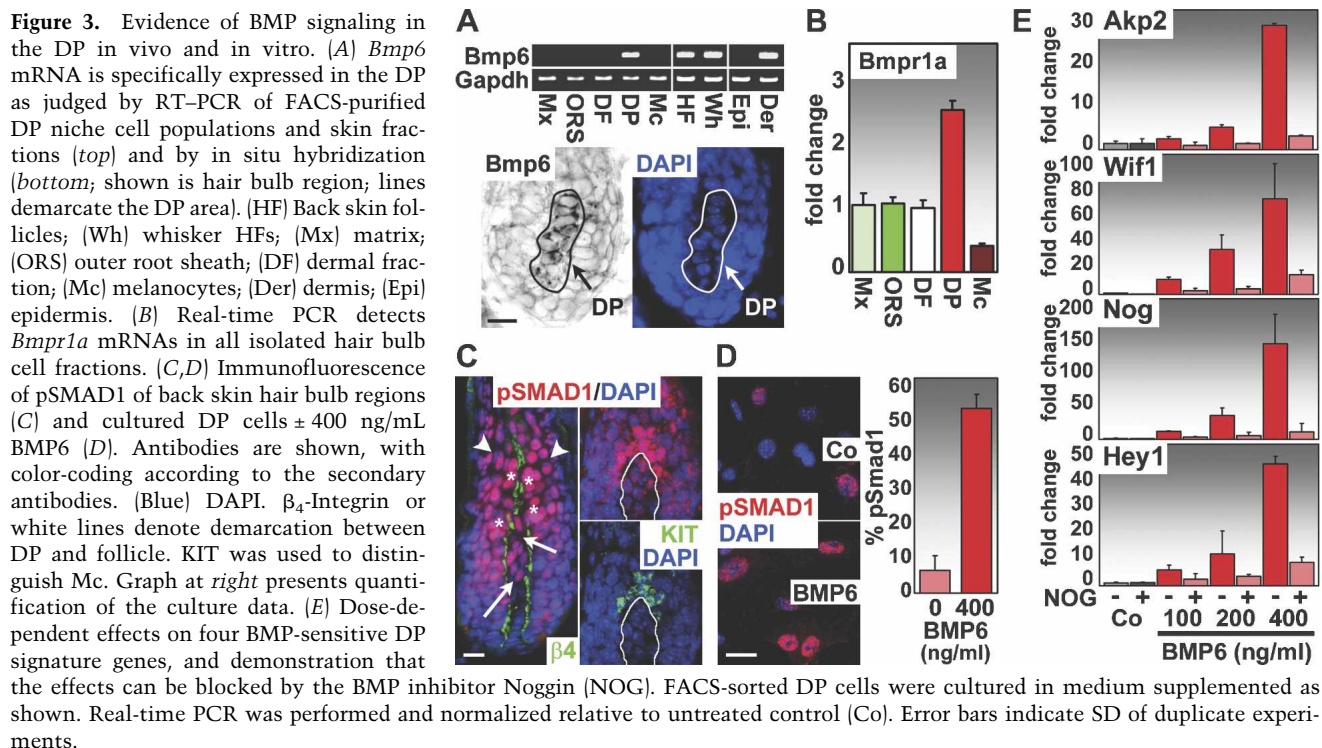 Figure 3. Evidence of BMP signaling in
the DP in vivo and in vitro. (A) Bmp6
mRNA is specifically expressed in the DP
as judged by RT–PCR of FACS-purified
DP niche cell populations and skin frac-
tions (top) and by in situ hybridization
(bottom; shown is hair bulb region; lines
demarcate the DP area). (HF) Back skin fol-
licles; (Wh) whisker HFs; (Mx) matrix;
(ORS) outer root sheath; (DF) dermal frac-
tion; (Mc) melanocytes; (Der) dermis; (Epi)
epidermis. (B) Real-time PCR detects
Bmpr1a mRNAs in all isolated hair bulb
cell fractions. (C,D) Immunofluorescence
of pSMAD1 of back skin hair bulb regions
(C) and cultured DP cells ± 400 ng/mL
BMP6 (D). Antibodies are shown, with
color-coding according to the secondary
antibodies. (Blue) DAPI. β4-Integrin or
white lines denote demarcation between
DP and follicle. KIT was used to distin-
guish Mc. Graph at right presents quanti-
fication of the culture data. (E) Dose-de-
pendent effects on four BMP-sensitive DP
signature genes, and demonstration that
the effects can be blocked by the BMP inhibitor Noggin (NOG). FACS-sorted DP cells were cultured in medium supplemented as
shown. Real-time PCR was performed and normalized relative to untreated control (Co). Error bars indicate SD of duplicate experi-
ments.
A
Bmp6
Gapdh
Mx ORS DF DP Mc HF Wh Epi Der
Bmp6
DP
DAPI
DP
B
Bmpr1a
fold change
3
2
1
0
Mx ORS DF DP Mc
C
pSMAD1/DAPI
* *
* *
β4
KIT
DAPI
D
Co
pSMAD1
DAPI
BMP6
% pSmad1
60
50
40
30
20
10
0
0 400
BMP6
(ng/ml)
E
Akp2
fold change
30
20
10
0
Wif1
fold change
100
80
60
40
20
0
Nog
fold change
200
150
100
50
0
Hey1
fold change
50
40
30
20
10
0
NOG - + - + - + - +
Co 100 200 400
BMP6 (ng/ml)